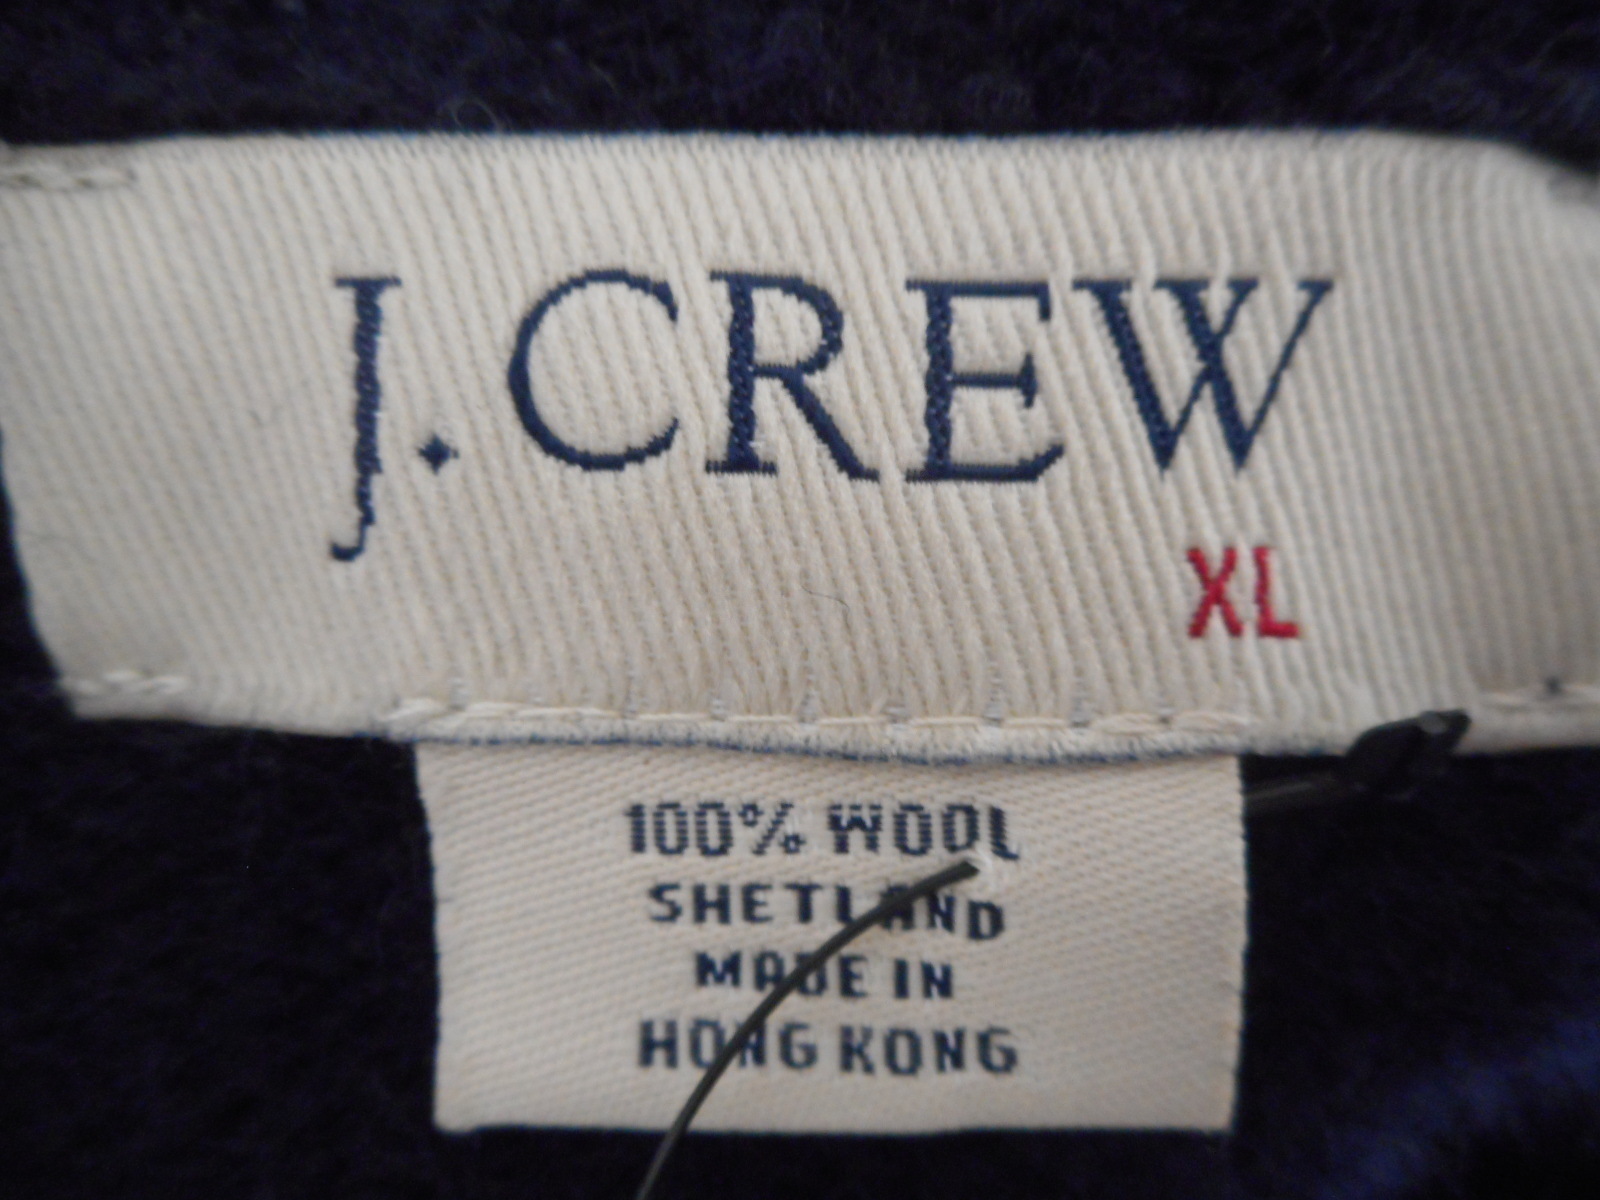 J.CREW
XL
100% WOOL
SHETLAND
MADE IN
HONG KONG